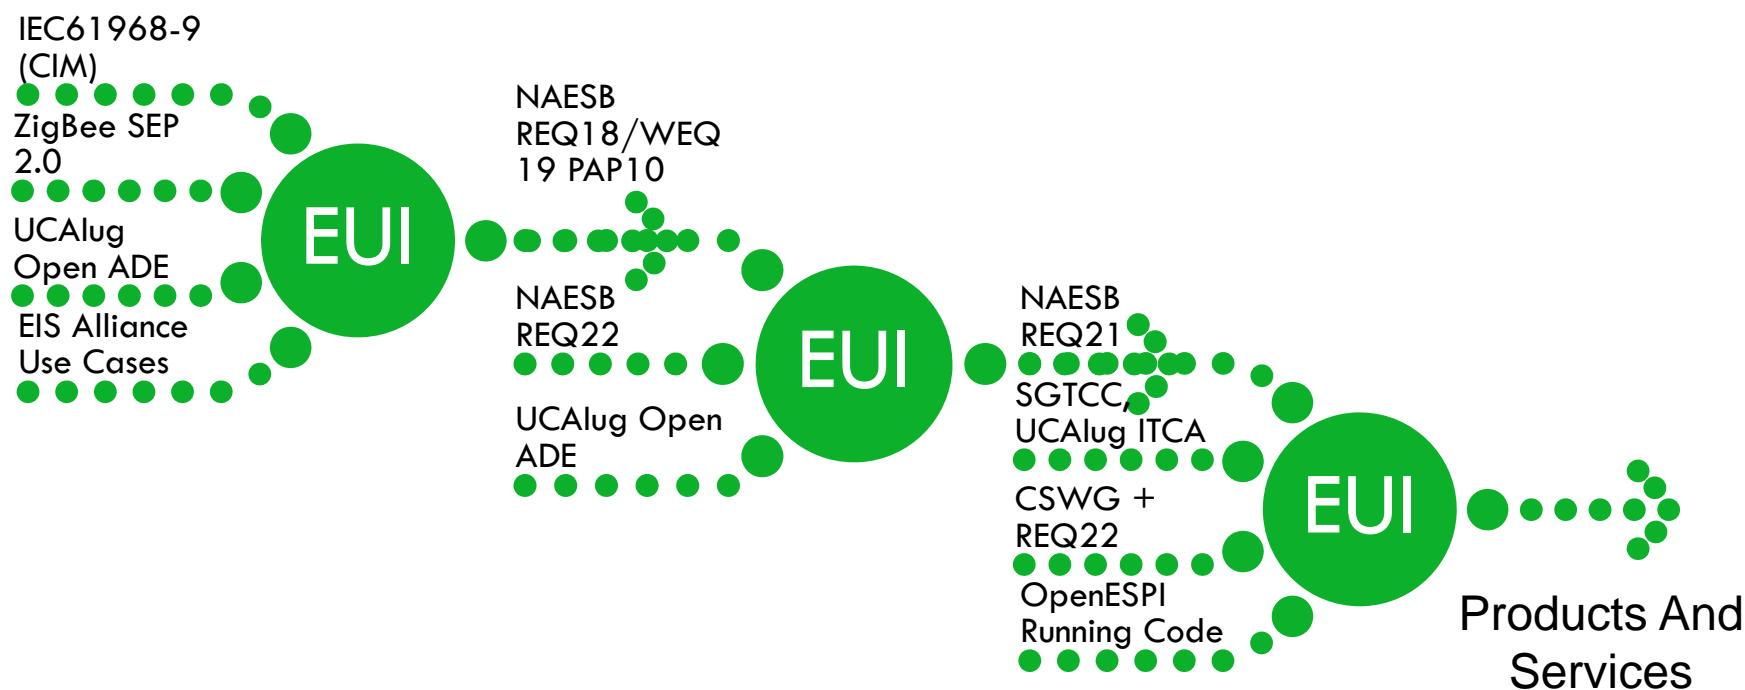 IEC61968-9
(CIM)
ZigBee SEP
2.0
UCAlug
Open ADE
EIS Alliance
Use Cases
EUI
NAESB
REQ18/WEQ
19 PAP10
NAESB
REQ22
UCAlug Open
ADE
EUI
NAESB
REQ21
SGTCC,
UCAlug ITCA
CSWG +
REQ22
OpenESPI
Running Code
EUI
Products And
Services